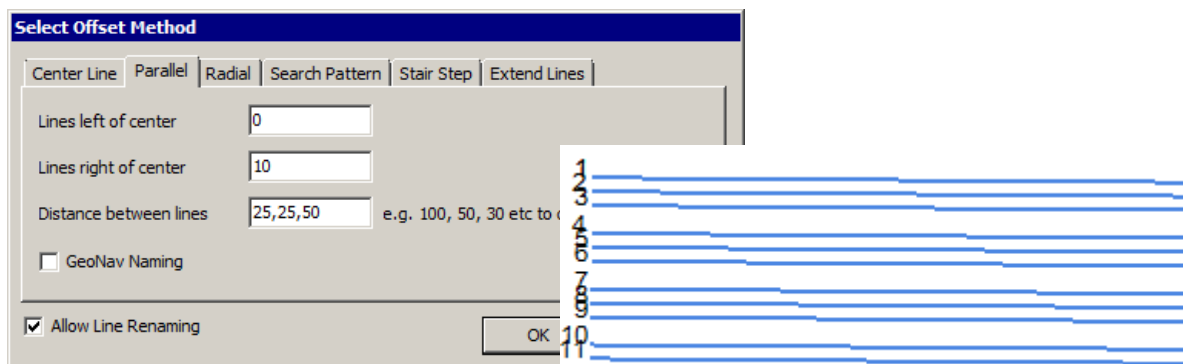 Select Offset Method
Center Line Parallel Radial Search Pattern Stair Step Extend Lines
Lines left of center 0
Lines right of center 10
Distance between lines 25,25,50 e.g. 100, 50, 30 etc to
GeoNav Naming
Allow Line Renaming
OK
1
2
3
4
5
6
7
8
9
10
11